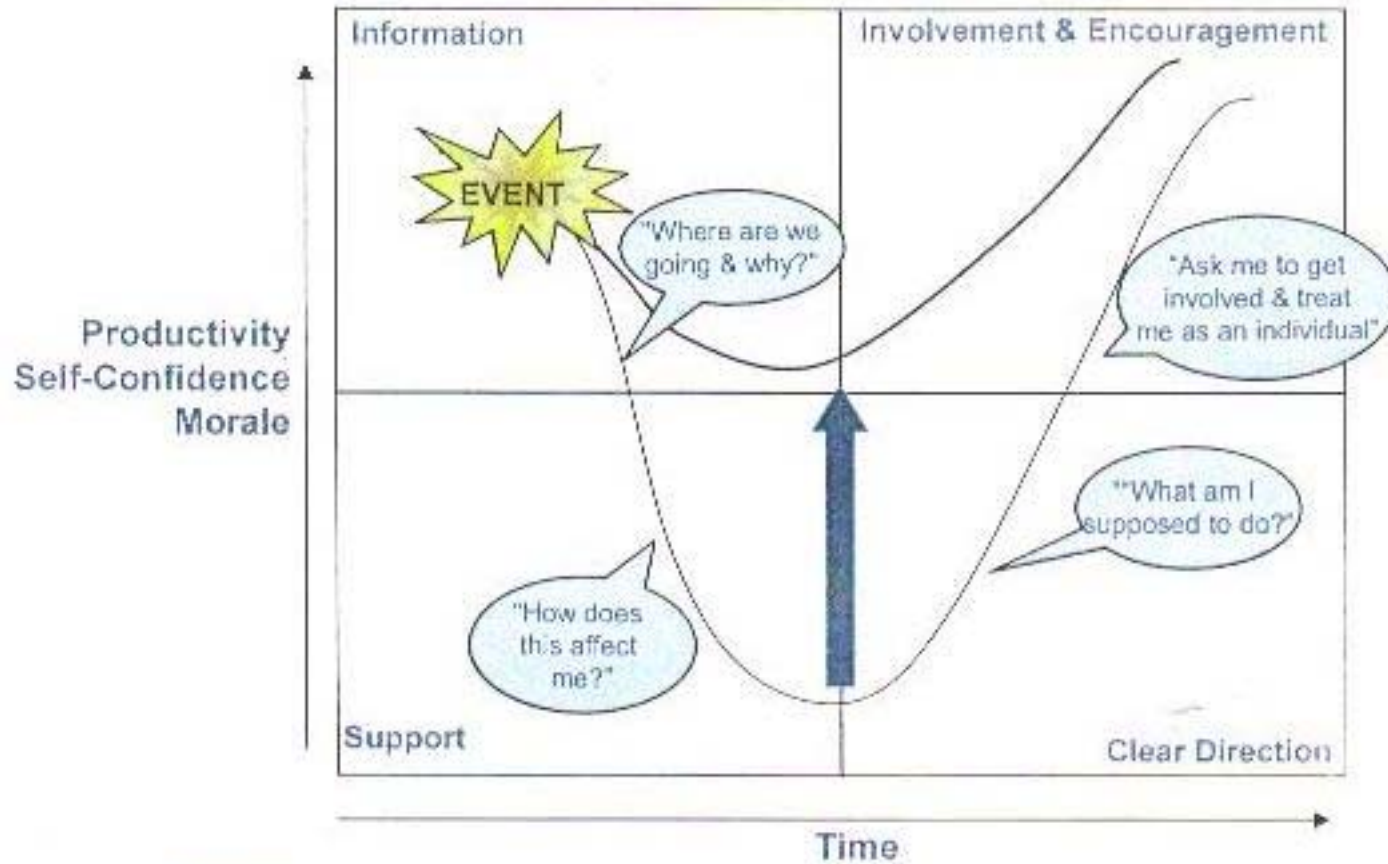 Information
Involvement & Encouragement
EVENT
"Where are we
going & why?"
"Ask me to get
involved & treat
me as an individual"
Productivity
Self-Confidence
Morale
""What am I
supposed to do?"
"How does
this affect
me?"
Support
Clear Direction
Time